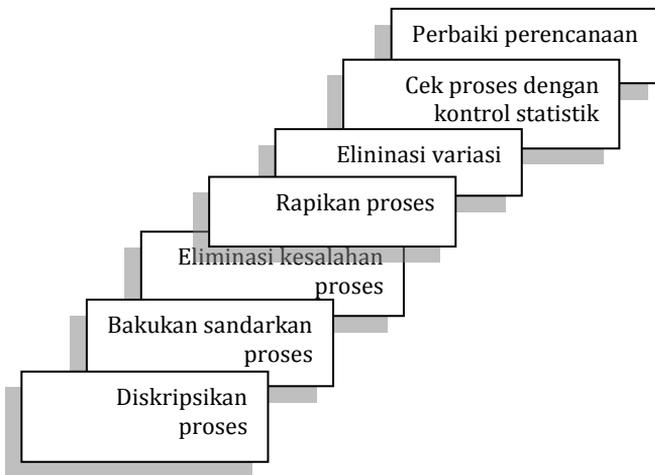 Perbaiki perencanaan
Cek proses dengan
kontrol statistik
Elininasi variasi
Rapikan proses
Eliminasi kesalahan
proses
Bakukan sandarkan
proses
Diskripsikan
proses